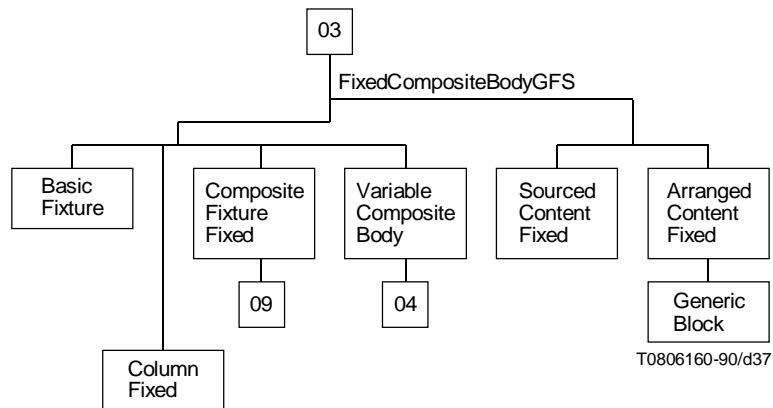 03
FixedCompositeBodyGFS
Basic
Fixture
Composite
Fixture
Fixed
Variable
Composite
Body
Sourced
Content
Fixed
Arranged
Content
Fixed
09
04
Generic
Block
T0806160-90/d37
Column
Fixed